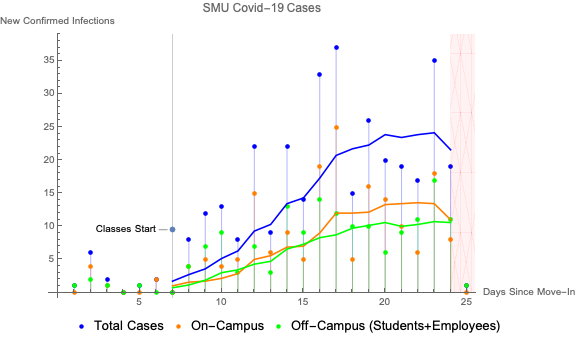 SMU Covid-19 Cases
New Confirmed Infections
35
30
25
20
15
10
5
Classes Start
5 10 15 20 25
Days Since Move-In
Total Cases On-Campus Off-Campus (Students+Employees)